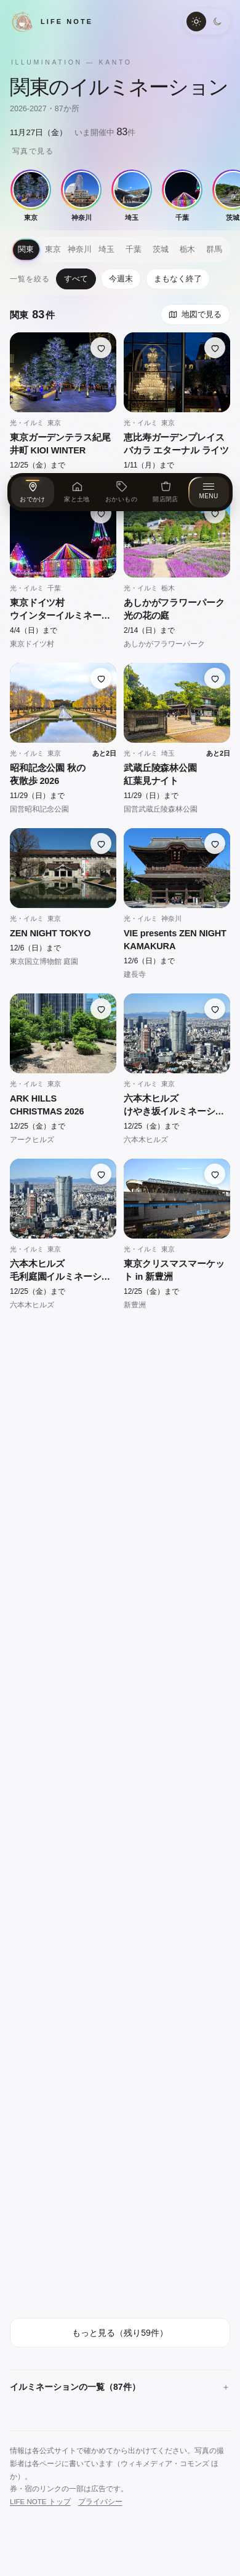 LIFE NOTE
ILLUMINATION — KANTO
関東のイルミネーション
2026-2027・87か所
11月27日（金） いま開催中 83件
写真で見る
東京 神奈川 埼玉 千葉 茨城
関東 東京 神奈川 埼玉 千葉 茨城 栃木 群馬
一覧を絞る すべて 今週末 まもなく終了
関東 83件 地図で見る
光・イルミ 東京
東京ガーデンテラス紀尾
井町 KIOI WINTER
12/25（金）まで
光・イルミ 東京
恵比寿ガーデンプレイス
バカラ エターナル ライツ
1/11（月）まで
おでかけ 家と土地 おかいもの 開店閉店 MENU
光・イルミ 千葉
東京ドイツ村
ウインターイルミネー…
4/4（日）まで
東京ドイツ村
光・イルミ 栃木
あしかがフラワーパーク
光の花の庭
2/14（日）まで
あしかがフラワーパーク
光・イルミ 東京 あと2日
昭和記念公園 秋の
夜散歩 2026
11/29（日）まで
国営昭和記念公園
光・イルミ 埼玉 あと2日
武蔵丘陵森林公園
紅葉見ナイト
11/29（日）まで
国営武蔵丘陵森林公園
光・イルミ 東京
ZEN NIGHT TOKYO
12/6（日）まで
東京国立博物館 庭園
光・イルミ 神奈川
VIE presents ZEN NIGHT
KAMAKURA
12/6（日）まで
建長寺
光・イルミ 東京
ARK HILLS
CHRISTMAS 2026
12/25（金）まで
アークヒルズ
光・イルミ 東京
六本木ヒルズ
けやき坂イルミネーシ…
12/25（金）まで
六本木ヒルズ
光・イルミ 東京
六本木ヒルズ
毛利庭園イルミネーシ…
12/25（金）まで
六本木ヒルズ
光・イルミ 東京
東京クリスマスマーケッ
ト in 新豊洲
12/25（金）まで
新豊洲
もっと見る（残り59件）
イルミネーションの一覧（87件） +
情報は各公式サイトで確かめてから出かけてください。写真の撮
影者は各ページに書いています（ウィキメディア・コモンズ ほ
か）。
券・宿のリンクの一部は広告です。
LIFE NOTE トップ プライバシー